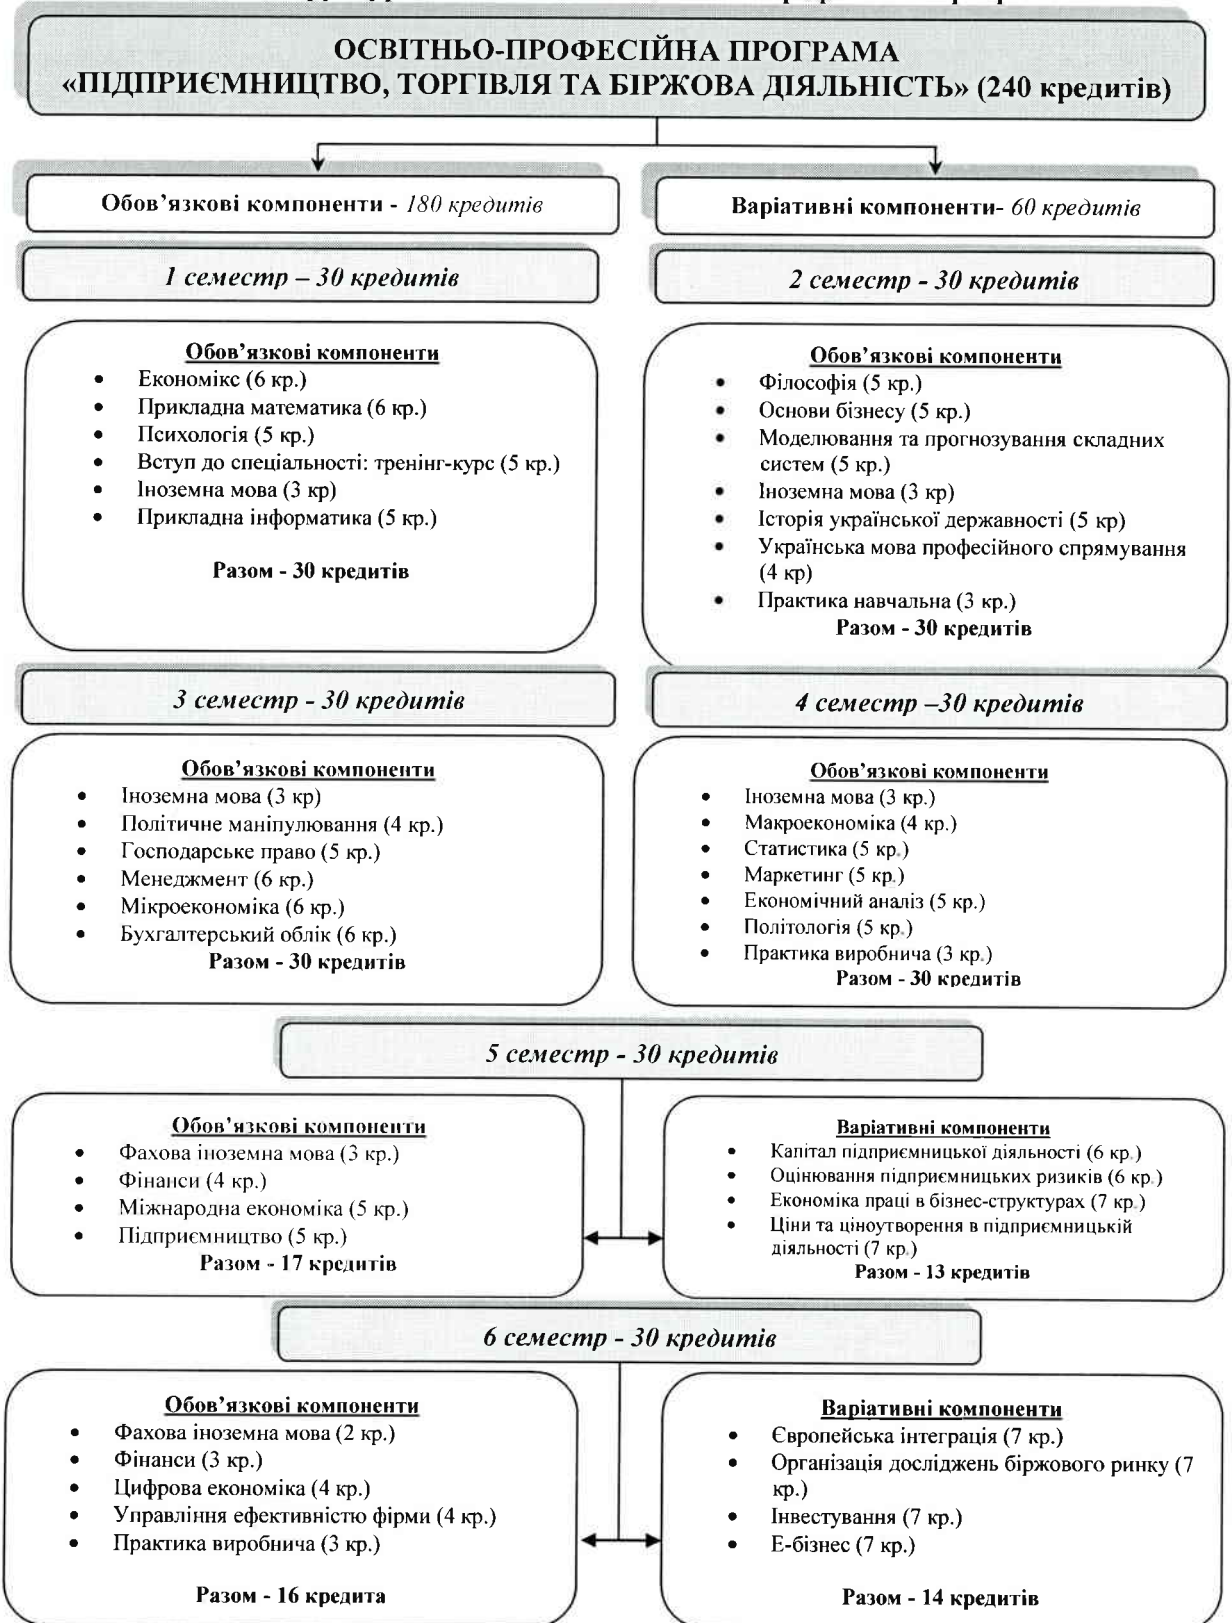 ОСВІТНЬО-ПРОФЕСІЙНА ПРОГРАМА
«ПІДПРИЄМНИЦТВО, ТОРГІВЛЯ ТА БІРЖОВА ДІЯЛЬНІСТЬ» (240 кредитів)
Обов’язкові компоненти - 180 кредитів
Варіативні компоненти- 60 кредитів
1 семестр – 30 кредитів
2 семестр - 30 кредитів
Обов’язкові компоненти
• Економікс (6 кр.)
• Прикладна математика (6 кр.)
• Психологія (5 кр.)
• Вступ до спеціальності: тренінг-курс (5 кр.)
• Іноземна мова (3 кр)
• Прикладна інформатика (5 кр.)
Разом - 30 кредитів
Обов’язкові компоненти
• Філософія (5 кр.)
• Основи бізнесу (5 кр.)
• Моделювання та прогнозування складних
систем (5 кр.)
• Іноземна мова (3 кр)
• Історія української державності (5 кр)
• Українська мова професійного спрямування
(4 кр)
• Практика навчальна (3 кр.)
Разом - 30 кредитів
3 семестр - 30 кредитів
4 семестр –30 кредитів
Обов’язкові компоненти
• Іноземна мова (3 кр)
• Політичне маніпулювання (4 кр.)
• Господарське право (5 кр.)
• Менеджмент (6 кр.)
• Мікроекономіка (6 кр.)
• Бухгалтерський облік (6 кр.)
Разом - 30 кредитів
Обов’язкові компоненти
• Іноземна мова (3 кр.)
• Макроекономіка (4 кр.)
• Статистика (5 кр.)
• Маркетинг (5 кр.)
• Економічний аналіз (5 кр.)
• Політологія (5 кр.)
• Практика виробнича (3 кр.)
Разом - 30 кредитів
5 семестр - 30 кредитів
Обов’язкові компоненти
• Фахова іноземна мова (3 кр.)
• Фінанси (4 кр.)
• Міжнародна економіка (5 кр.)
• Підприємництво (5 кр.)
Разом - 17 кредитів
Варіативні компоненти
• Капітал підприємницької діяльності (6 кр.)
• Оцінювання підприємницьких ризиків (6 кр.)
• Економіка праці в бізнес-структурах (7 кр.)
• Ціни та ціноутворення в підприємницькій
діяльності (7 кр.)
Разом - 13 кредитів
6 семестр - 30 кредитів
Обов’язкові компоненти
• Фахова іноземна мова (2 кр.)
• Фінанси (3 кр.)
• Цифрова економіка (4 кр.)
• Управління ефективністю фірми (4 кр.)
• Практика виробнича (3 кр.)
Разом - 16 кредита
Варіативні компоненти
• Європейська інтеграція (7 кр.)
• Організація досліджень біржового ринку (7
кр.)
• Інвестування (7 кр.)
• Е-бізнес (7 кр.)
Разом - 14 кредитів